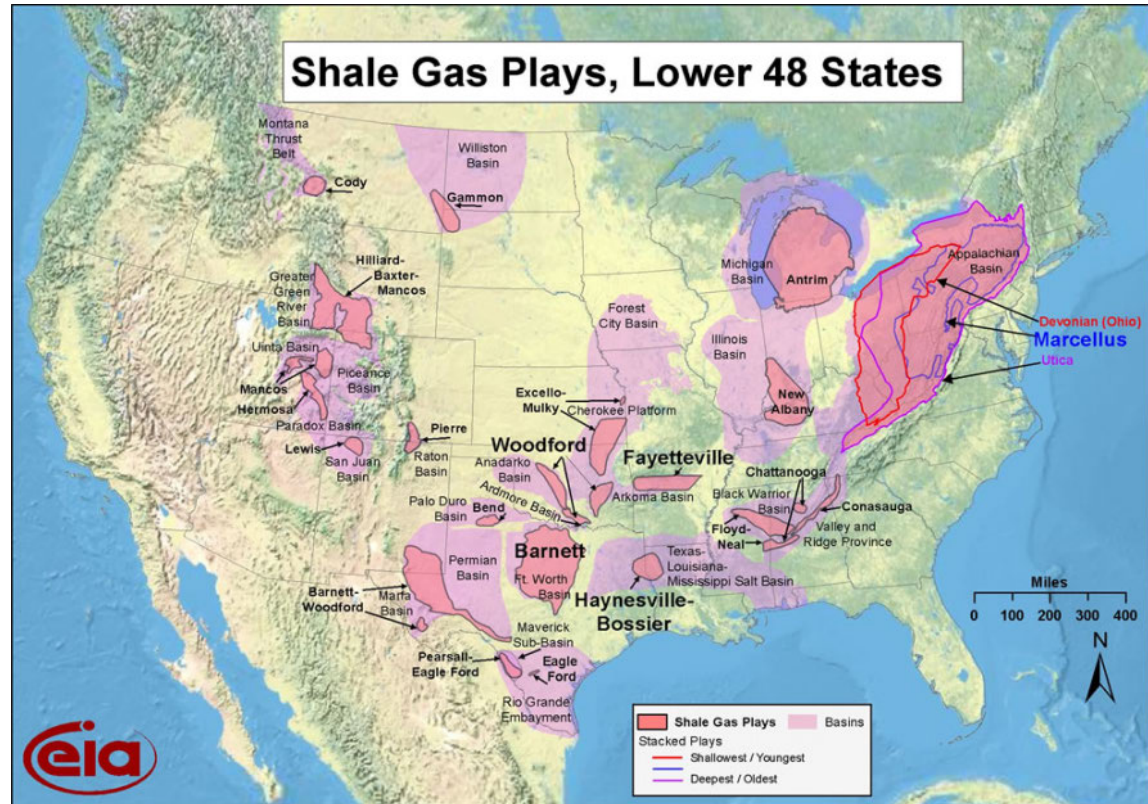 Shale Gas Plays, Lower 48 States
Montana
Thrust
Belt
Cody
Williston
Basin
Gammon
Hilliard-
Baxter-
Mancos
Greater
Green
River
Basin
Uinta Basin
Mancos
Piceance
Basin
Hermosa
Paradox Basin
Lewis
San Juan
Basin
Pierre
Raton
Basin
Forest
City Basin
Excello-
Mulky
Cherokee Platform
Woodford
Anadarko
Basin
Ardmore Basin
Palo Duro
Basin
Bend
Fayetteville
Arkoma Basin
Michigan
Basin
Antrim
Illinois
Basin
New
Albany
Appalachian
Basin
Devonian (Ohio)
Marcellus
Utica
Chattanooga
Black Warrior
Basin
Conasauga
Floyd-
Neal
Valley and
Ridge Province
Barnett
Ft. Worth
Basin
Permian
Basin
Barnett-
Woodford
Marfa
Basin
Texas-
Louisiana-
Mississippi Salt Basin
Haynesville-
Bossier
Maverick
Sub-Basin
Pearsall-
Eagle Ford
Eagle
Ford
Rio Grande
Embayment
Miles
0 100 200 300 400
N
Shale Gas Plays
Basins
Stacked Plays
Shallowest / Youngest
Deepest / Oldest
eia